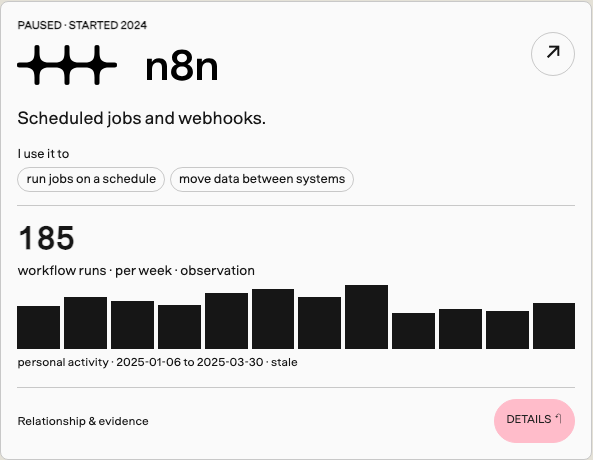 PAUSED · STARTED 2024
n8n
Scheduled jobs and webhooks.
I use it to
run jobs on a schedule
move data between systems
185
workflow runs · per week · observation
personal activity · 2025-01-06 to 2025-03-30 · stale
Relationship & evidence
DETAILS